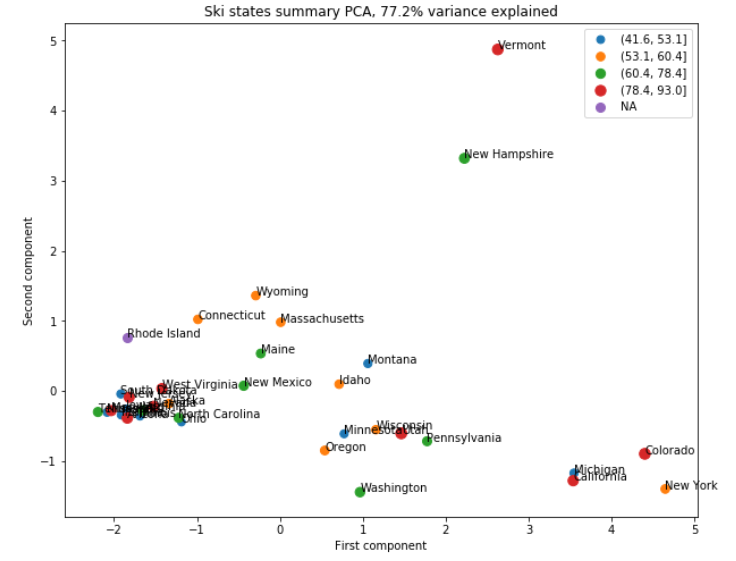 Ski states summary PCA, 77.2% variance explained
5
4
3
2
1
0
−1
Second component
(41.6, 53.1]
(53.1, 60.4]
(60.4, 78.4]
(78.4, 93.0]
NA
Vermont
New Hampshire
Wyoming
Connecticut
Massachusetts
Rhode Island
Maine
Montana
West Virginia
New Mexico
Idaho
South Dakota
New Jersey
North Carolina
Ohio
Wisconsin
Minnesota
Pennsylvania
Oregon
Colorado
Michigan
California
Washington
New York
−2
−1
0
1
2
3
4
5
First component